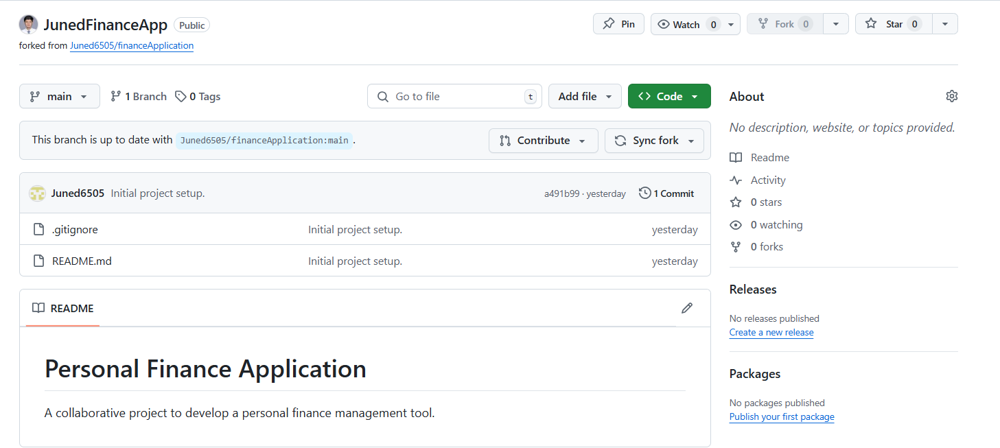 JunedFinanceApp Public
Pin
Watch 0
Fork 0
Star 0
forked from Juned6505/financeApplication
main
1 Branch
0 Tags
Go to file t
Add file
Code
This branch is up to date with Juned6505/financeApplication:main .
Contribute
Sync fork
Juned6505 Initial project setup.
a491b99 · yesterday
1 Commit
.gitignore Initial project setup. yesterday
README.md Initial project setup. yesterday
README
Personal Finance Application
A collaborative project to develop a personal finance management tool.
About
No description, website, or topics provided.
Readme
Activity
0 stars
0 watching
0 forks
Releases
No releases published
Create a new release
Packages
No packages published
Publish your first package